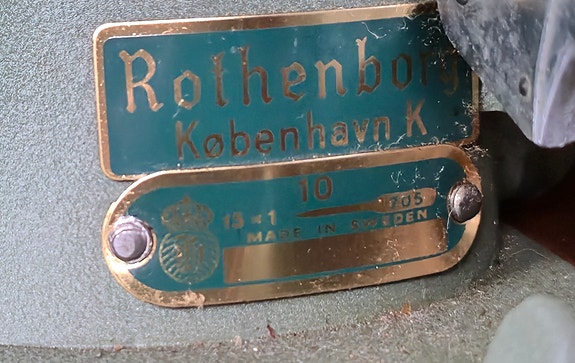 Rothenborg
København K
10
15 × 1 705
MADE IN SWEDEN